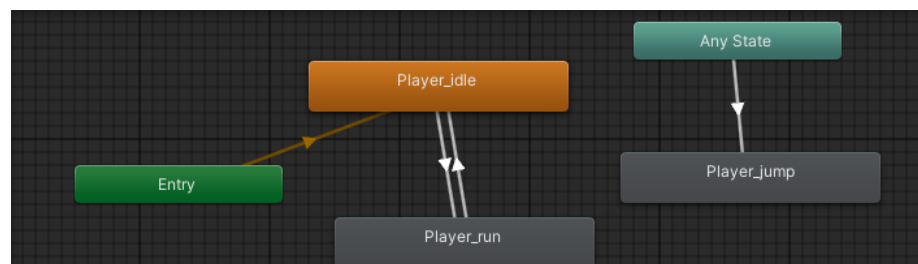 Any State
Player_idle
Player_jump
Entry
Player_run